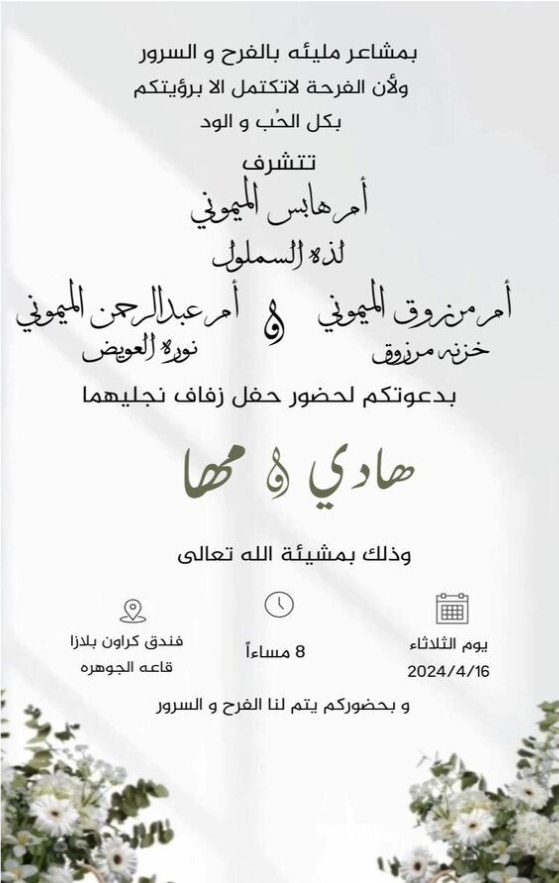 بمشاعر مليئه بالفرح و السرور
ولأن الفرحة لاتكتمل الا برؤيتكم
بكل الحُب و الود
تتشرف
أم هابس الميموني
لذه السملول
أم مرزوق الميموني و أم عبدالرحمن الميموني
خزنه مرزوق نوره العويض
بدعوتكم لحضور حفل زفاف نجليهما
هادي و مها
وذلك بمشيئة الله تعالى
يوم الثلاثاء 8 مساءاً فندق كراون بلازا
2024/4/16 قاعه الجوهره
و بحضوركم يتم لنا الفرح و السرور